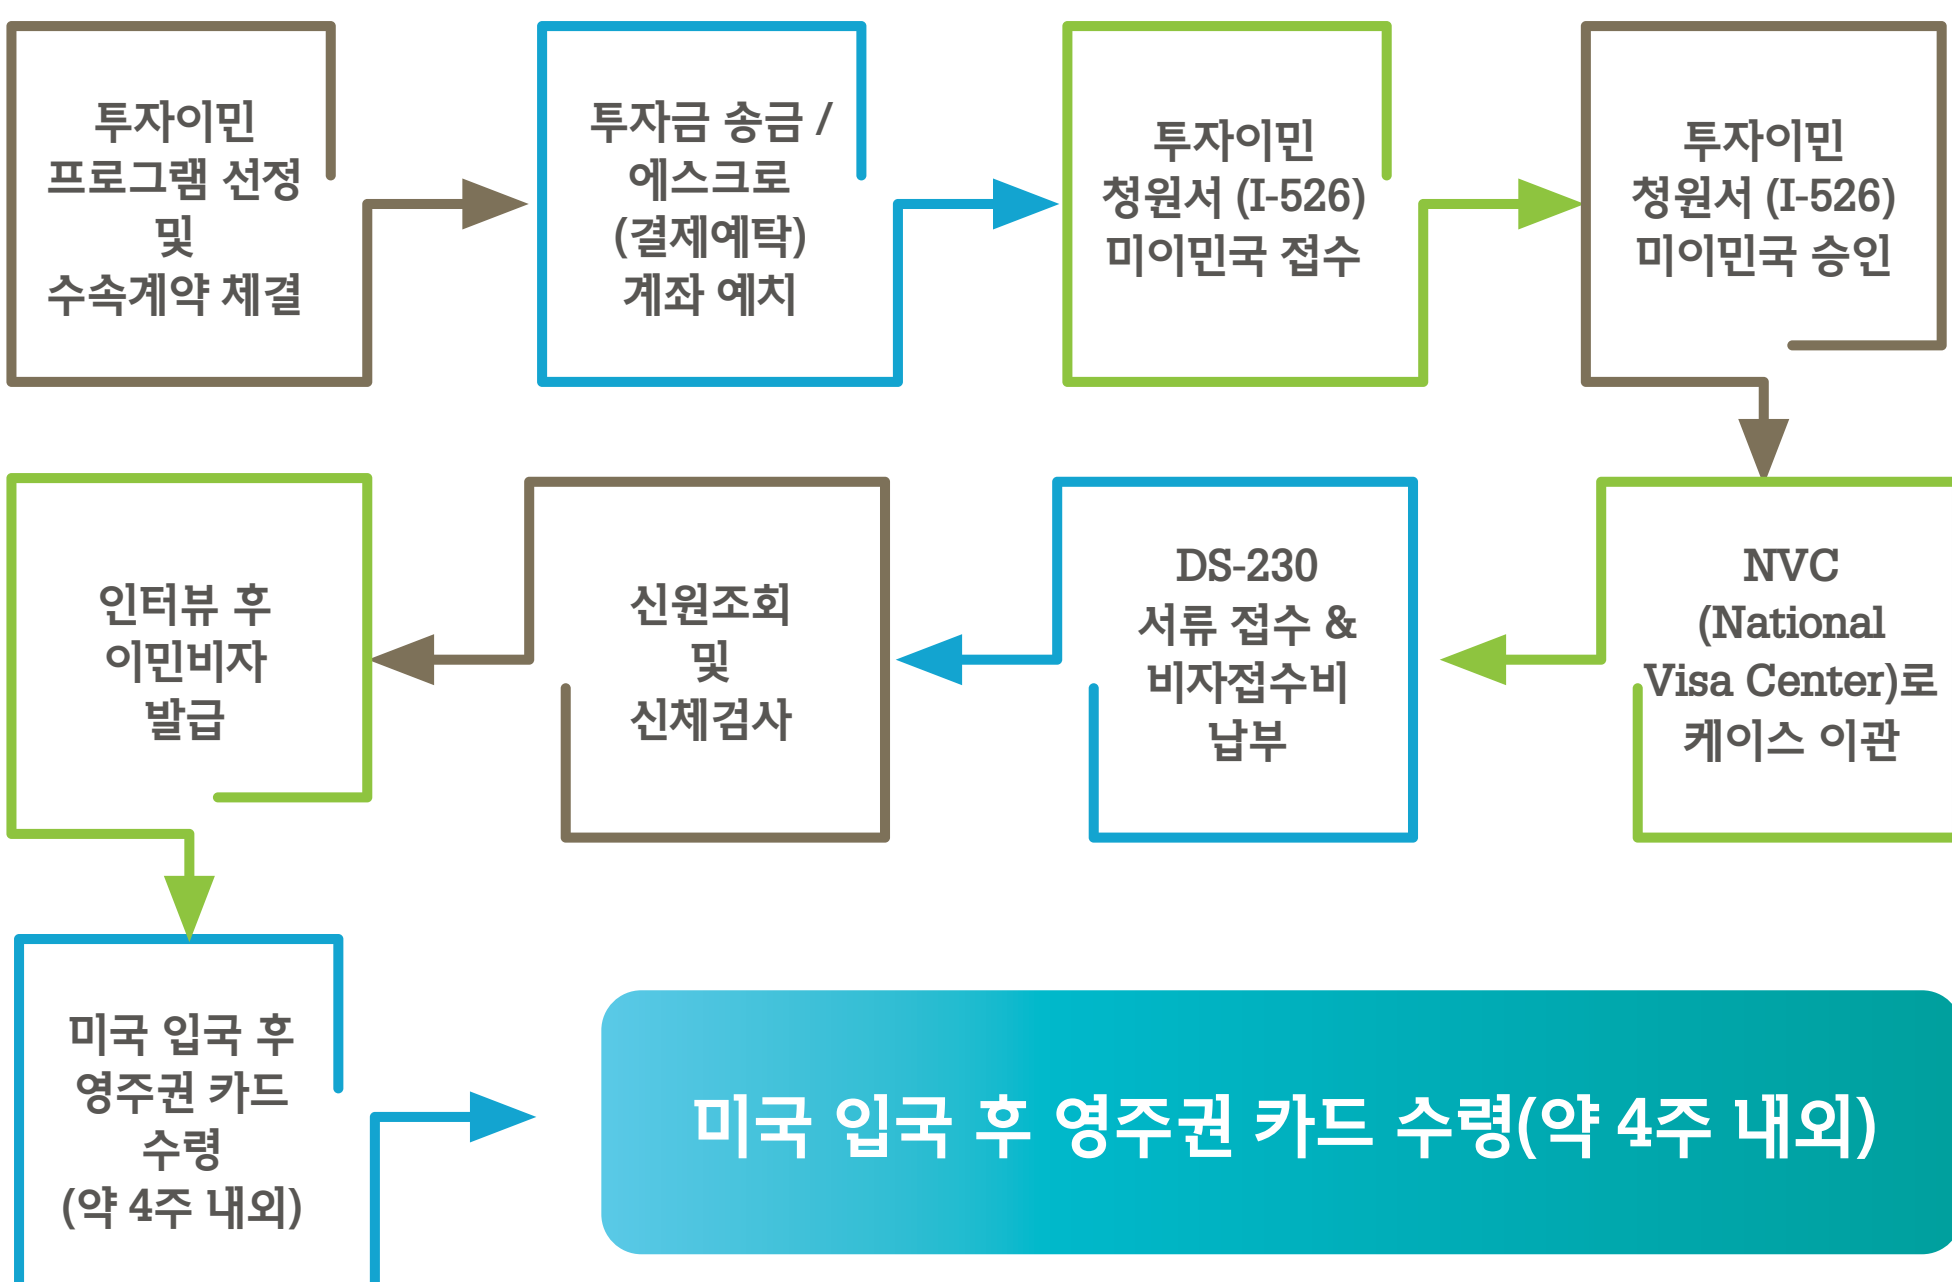 투자이민
프로그램 선정
및
수속계약 체결
투자금 송금 /
에스크로
(결제예탁)
계좌 예치
투자이민
청원서 (I-526)
미이민국 접수
투자이민
청원서 (I-526)
미이민국 승인
NVC
(National
Visa Center)로
케이스 이관
DS-230
서류 접수 &
비자접수비
납부
신원조회
및
신체검사
인터뷰 후
이민비자
발급
미국 입국 후
영주권 카드
수령
(약 4주 내외)
미국 입국 후 영주권 카드 수령(약 4주 내외)